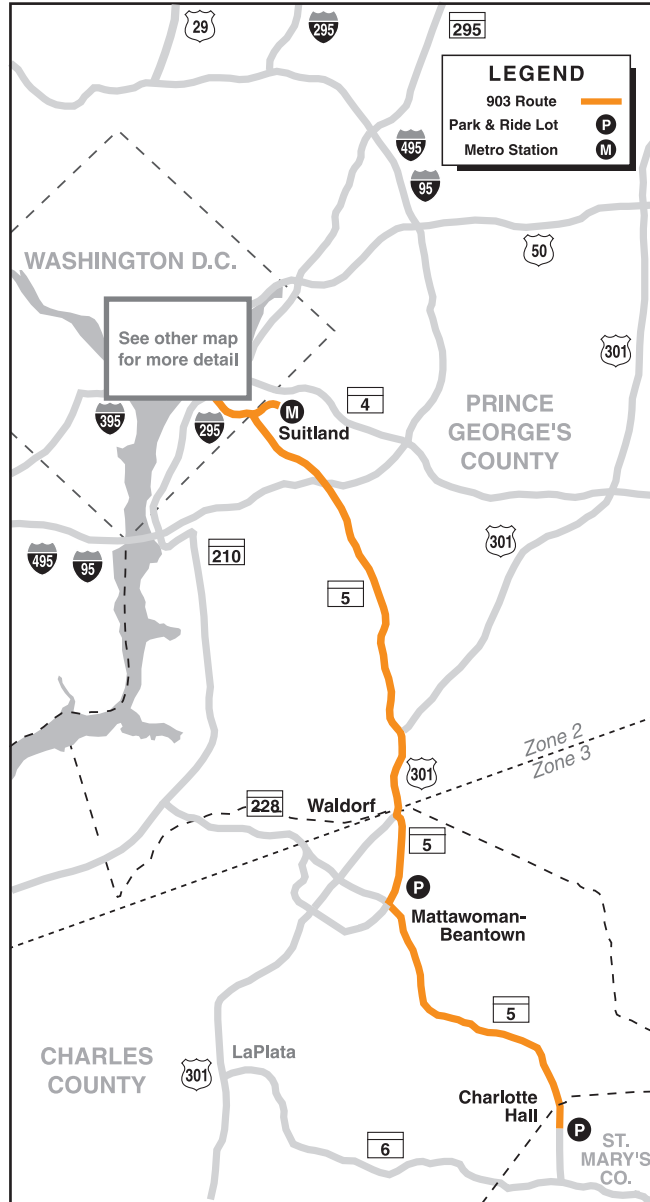 29
295
295
LEGEND
903 Route
Park & Ride Lot P
Metro Station M
495
95
50
WASHINGTON D.C.
See other map
for more detail
301
4
PRINCE
GEORGE'S
COUNTY
395
295
M
Suitland
301
495
95
210
5
Zone 2
Zone 3
301
228
Waldorf
5
P
Mattawoman-
Beantown
5
CHARLES
COUNTY
301
LaPlata
Charlotte
Hall
P
ST.
MARY'S
CO.
6